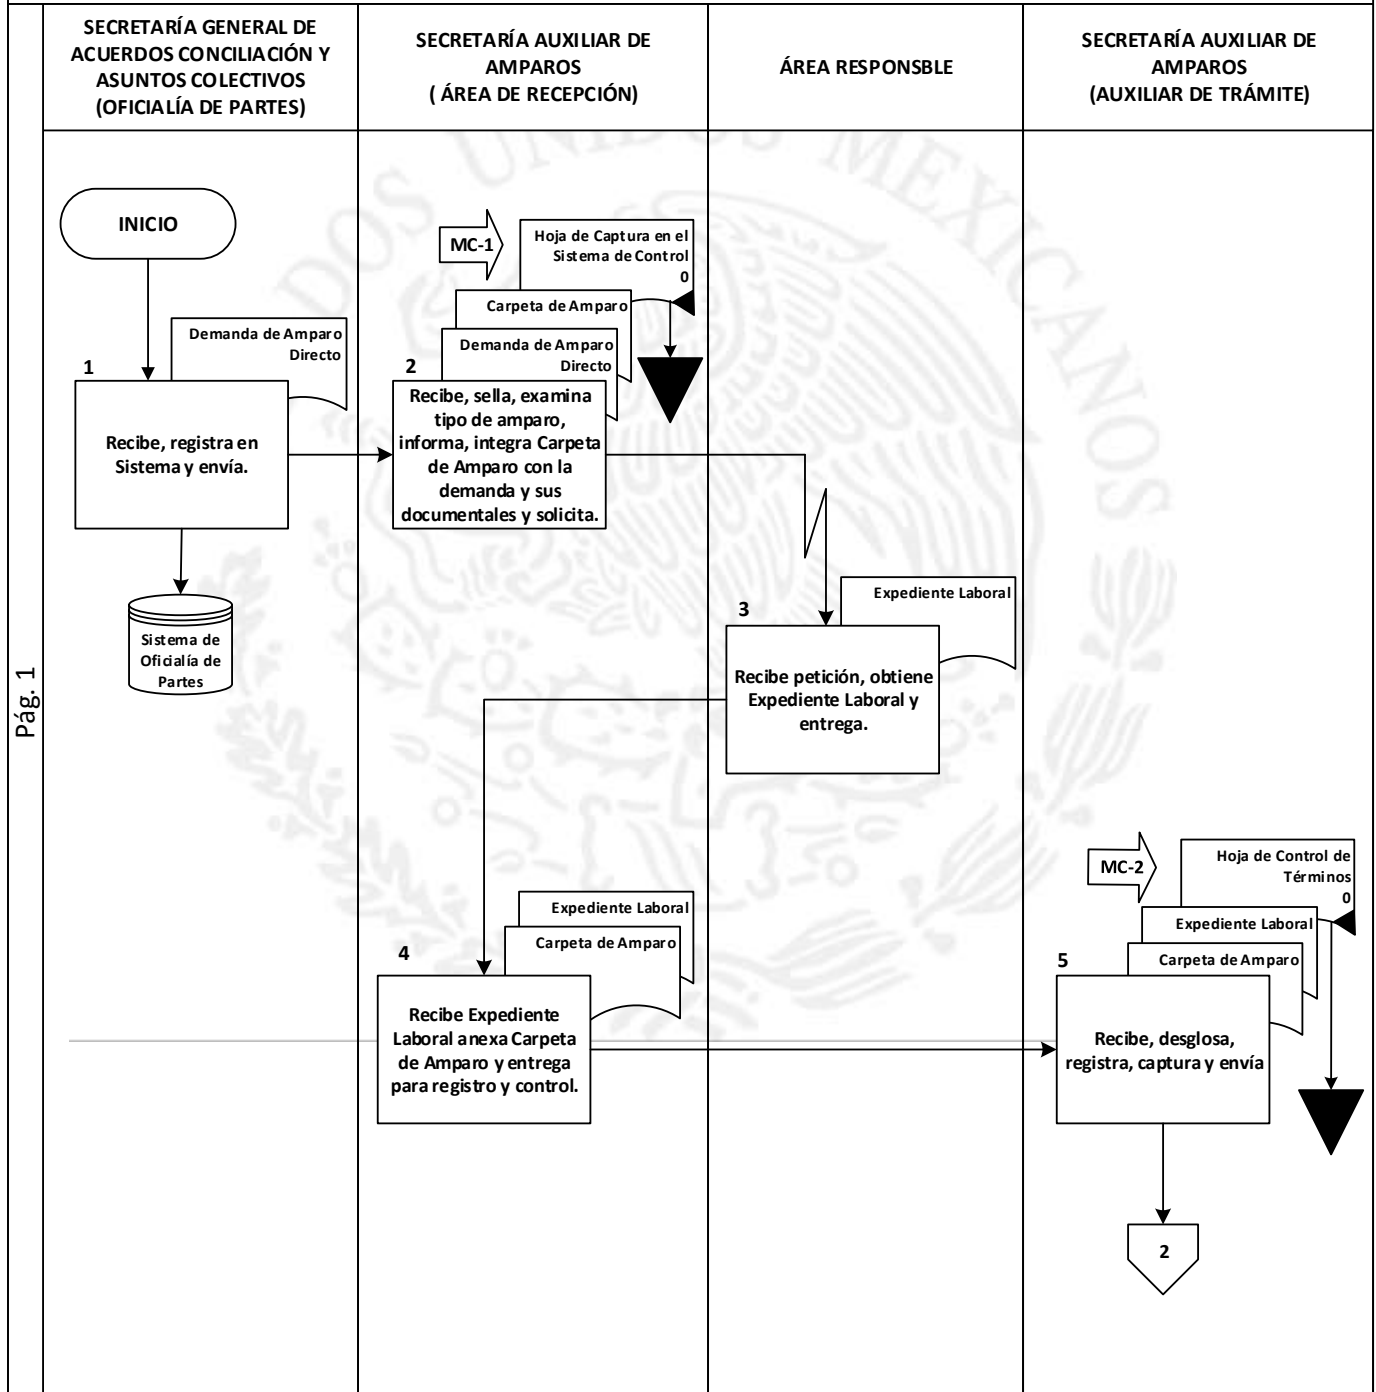 SECRETARÍA GENERAL DE
ACUERDOS CONCILIACIÓN Y
ASUNTOS COLECTIVOS
(OFICIALÍA DE PARTES)
SECRETARÍA AUXILIAR DE
AMPAROS
( ÁREA DE RECEPCIÓN)
ÁREA RESPONSBLE
SECRETARÍA AUXILIAR DE
AMPAROS
(AUXILIAR DE TRÁMITE)
DOS UNIDOS MEXICANOS
Pág. 1
INICIO
Demanda de Amparo
Directo
1
Recibe, registra en
Sistema y envía.
Sistema de
Oficialía de
Partes
MC-1
Hoja de Captura en el
Sistema de Control
0
Carpeta de Amparo
Demanda de Amparo
Directo
2
Recibe, sella, examina
tipo de amparo,
informa, integra Carpeta
de Amparo con la
demanda y sus
documentales y solicita.
Expediente Laboral
3
Recibe petición, obtiene
Expediente Laboral y
entrega.
Expediente Laboral
Carpeta de Amparo
4
Recibe Expediente
Laboral anexa Carpeta
de Amparo y entrega
para registro y control.
MC-2
Hoja de Control de
Términos
0
Expediente Laboral
Carpeta de Amparo
5
Recibe, desglosa,
registra, captura y envía
2